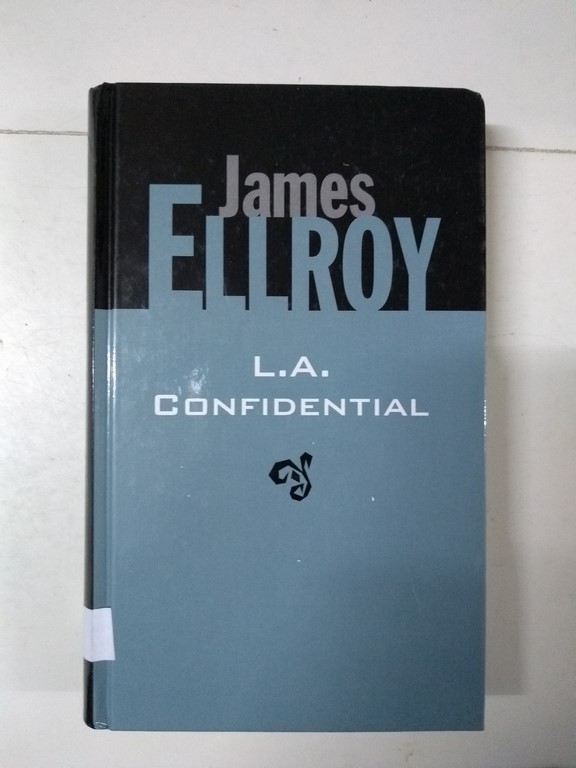 James
ELLROY
L.A.
CONFIDENTIAL